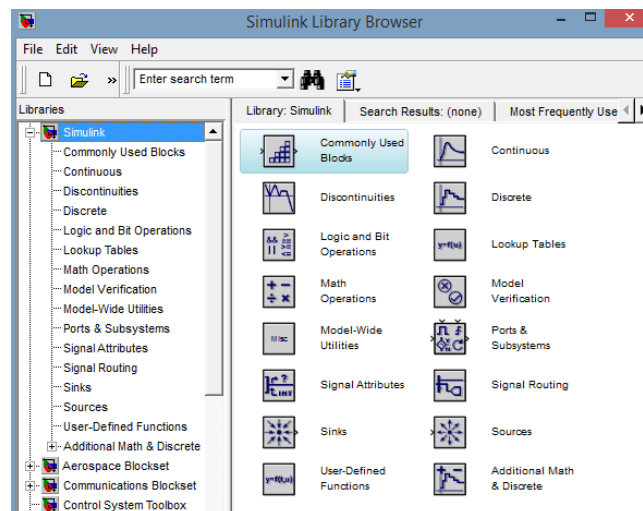 Simulink Library Browser
File Edit View Help
» Enter search term
Libraries
Library: Simulink Search Results: (none) Most Frequently Use
Simulink
Commonly Used Blocks
Continuous
Discontinuities
Discrete
Logic and Bit Operations
Lookup Tables
Math Operations
Model Verification
Model-Wide Utilities
Ports & Subsystems
Signal Attributes
Signal Routing
Sinks
Sources
User-Defined Functions
Additional Math & Discrete
Aerospace Blockset
Communications Blockset
Control System Toolbox
Commonly Used
Blocks
Continuous
Discontinuities
Discrete
Logic and Bit
Operations
y=f(u)
Lookup Tables
Math
Operations
Model
Verification
Misc
Model-Wide
Utilities
Ports &
Subsystems
Signal Attributes
Signal Routing
Sinks
Sources
y=f(t,u)
User-Defined
Functions
Additional Math
& Discrete